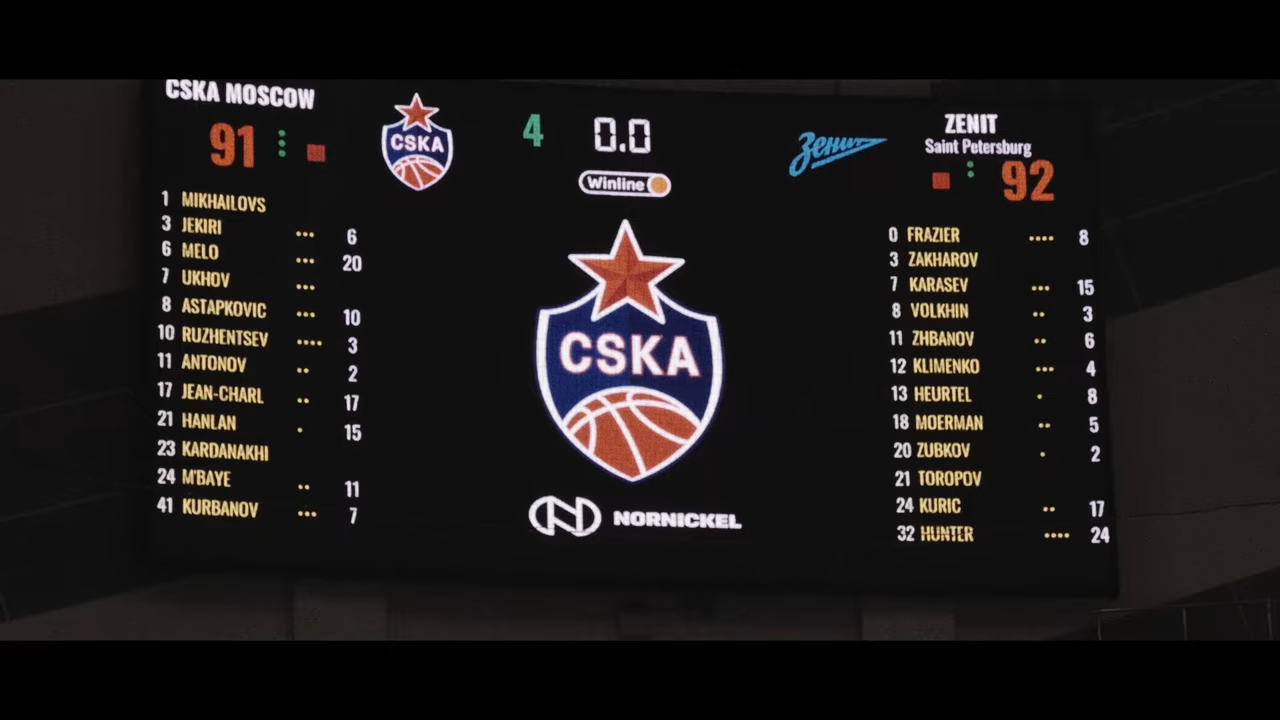 CSKA MOSCOW
91
CSKA
4
0.0
Winline
Зенит
ZENIT
Saint Petersburg
92
1 MIKHAILOVS
3 JEKIRI 6
6 MELO 20
7 UKHOV
8 ASTAPKOVIC 10
10 RUZHENTSEV 3
11 ANTONOV 2
17 JEAN-CHARL 17
21 HANLAN 15
23 KARDANAKHI
24 M'BAYE 11
41 KURBANOV 7
CSKA
NORNICKEL
0 FRAZIER 8
3 ZAKHAROV
7 KARASEV 15
8 VOLKHIN 3
11 ZHBANOV 6
12 KLIMENKO 4
13 HEURTEL 8
18 MOERMAN 5
20 ZUBKOV 2
21 TOROPOV
24 KURIC 17
32 HUNTER 24